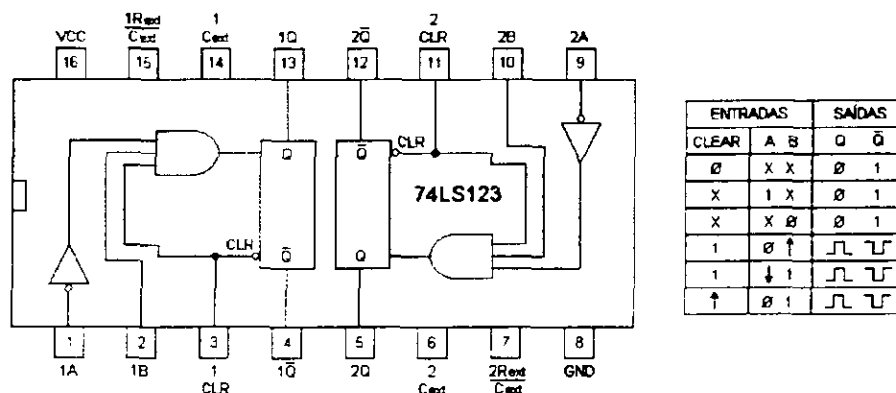 1Rext 1 2
VCC Cext Cext 1Q 2Q̅ CLR 2B 2A
16 15 14 13 12 11 10 9
CLR
Q Q̅
74LS123
CLR
Q̅ Q
1 2 3 4 5 6 7 8
1A 1B 1 1Q̅ 2Q 2 2Rext GND
CLR Cext Cext
ENTRADAS SAÍDAS
CLEAR A B Q Q̅
Ø X X Ø 1
X 1 X Ø 1
X X Ø Ø 1
1 Ø ↑
1 ↓ 1
↑ Ø 1